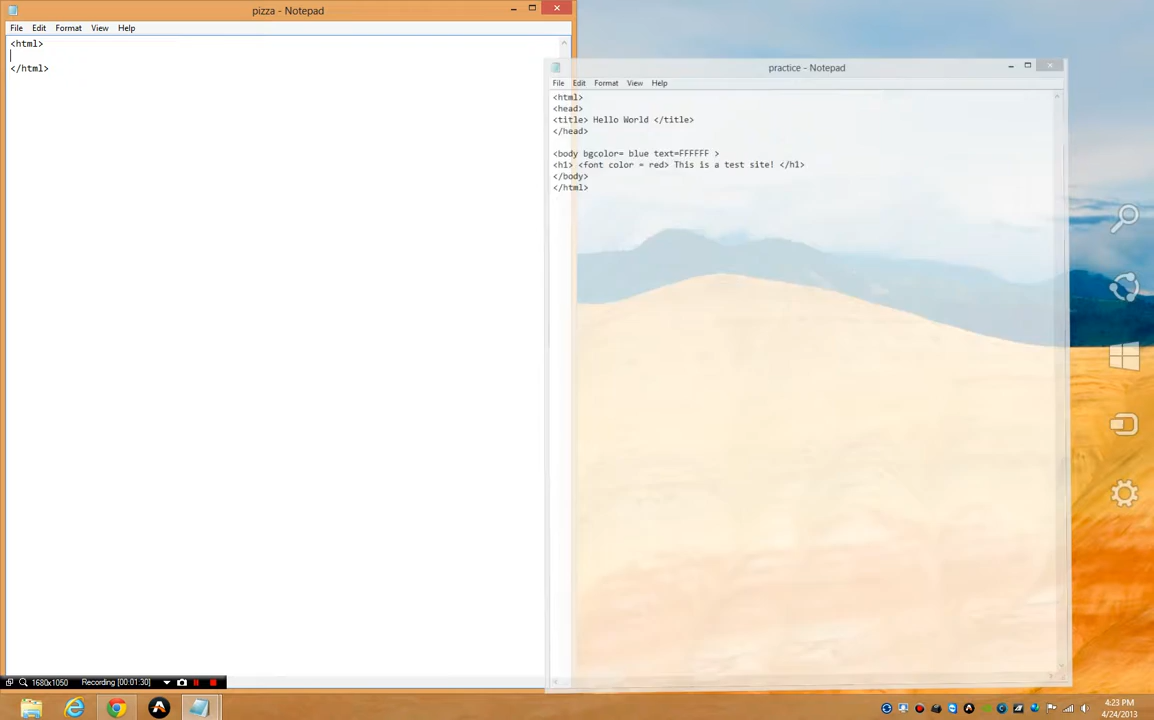 pizza - Notepad
File Edit Format View Help
<html>
</html>
practice - Notepad
File Edit Format View Help
<html>
<head>
<title> Hello World </title>
</head>
<body bgcolor= blue text=FFFFFF >
<h1> <font color = red> This is a test site! </h1>
</body>
</html>
1680x1050 Recording [00:01:30]
4:23 PM
4/24/2013